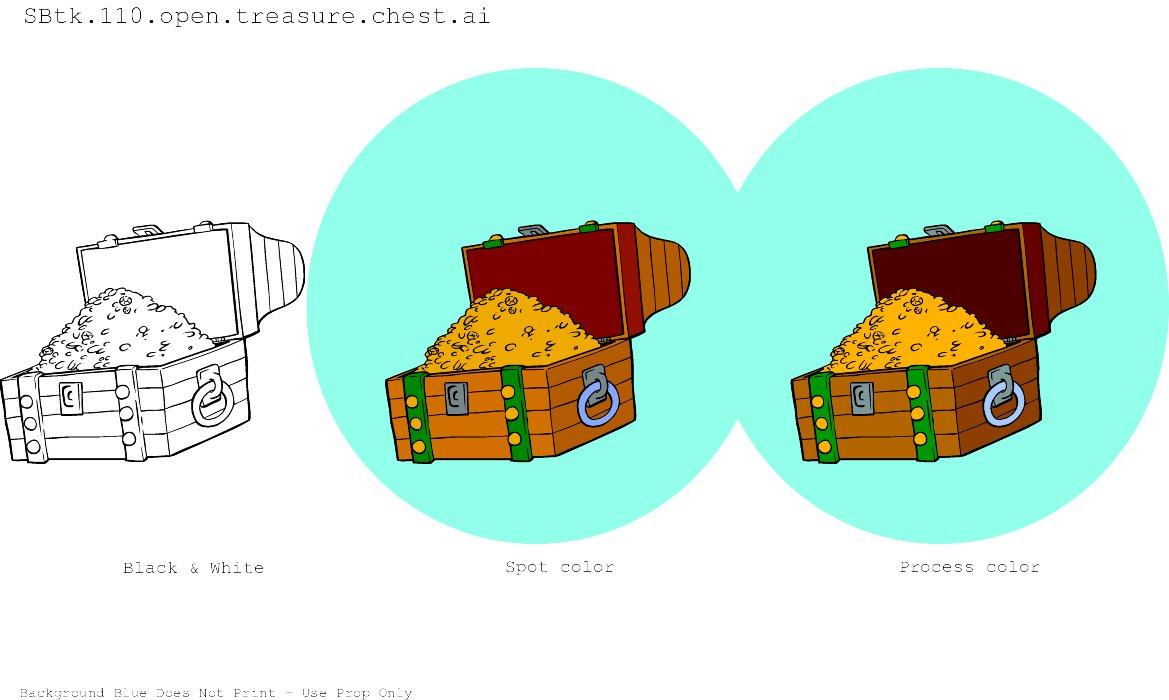 SBtk.110.open.treasure.chest.ai
Black & White
Spot color
Process color
Background Blue Does Not Print - Use Prop Only